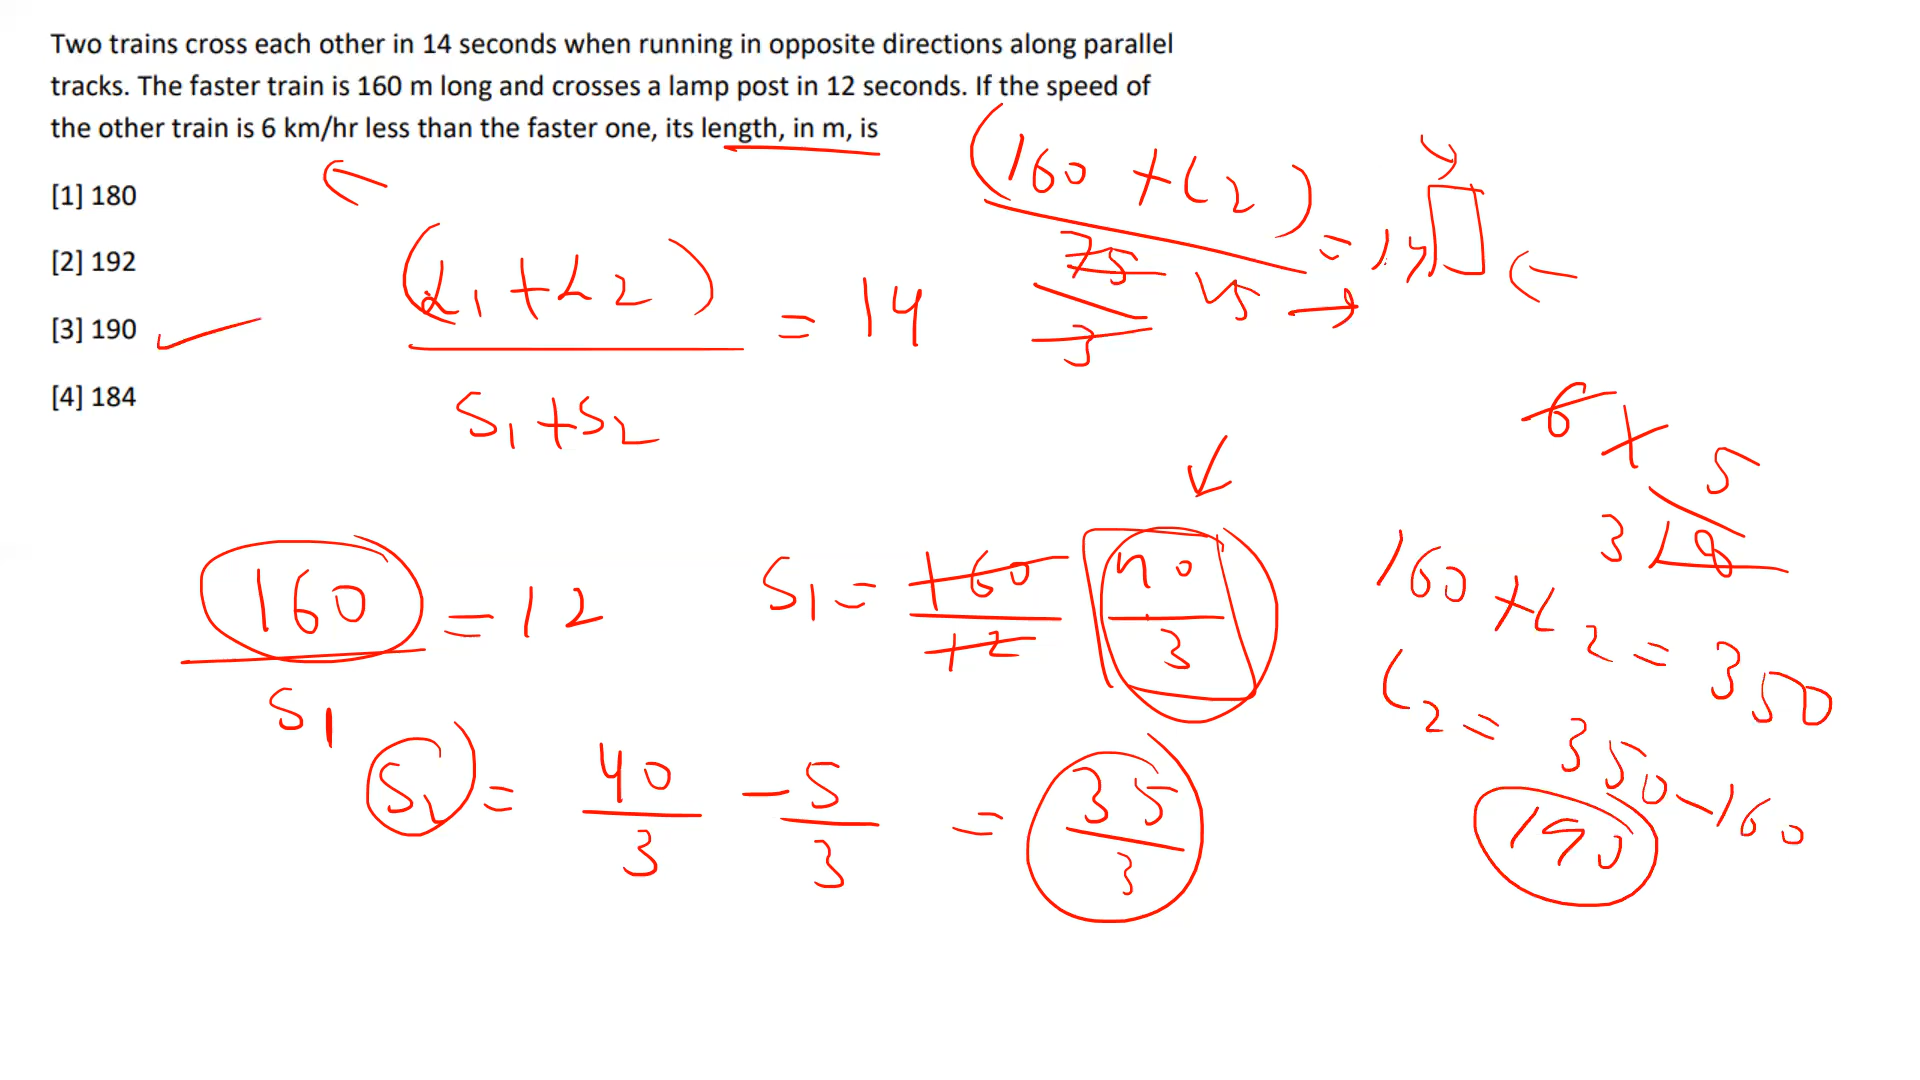 Two trains cross each other in 14 seconds when running in opposite directions along parallel
tracks. The faster train is 160 m long and crosses a lamp post in 12 seconds. If the speed of
the other train is 6 km/hr less than the faster one, its length, in m, is
[1] 180
[2] 192
[3] 190
[4] 184
(L1 + L2) / S1 + S2 = 14
(160 + L2) / 75/3 = 14
25
6 × 5 / 18
3
160 / S1 = 12
S1 = 160 / 12
40 / 3
S2 = 40 / 3 - 5 / 3 = 35 / 3
160 + L2 = 350
L2 = 350 - 160
190